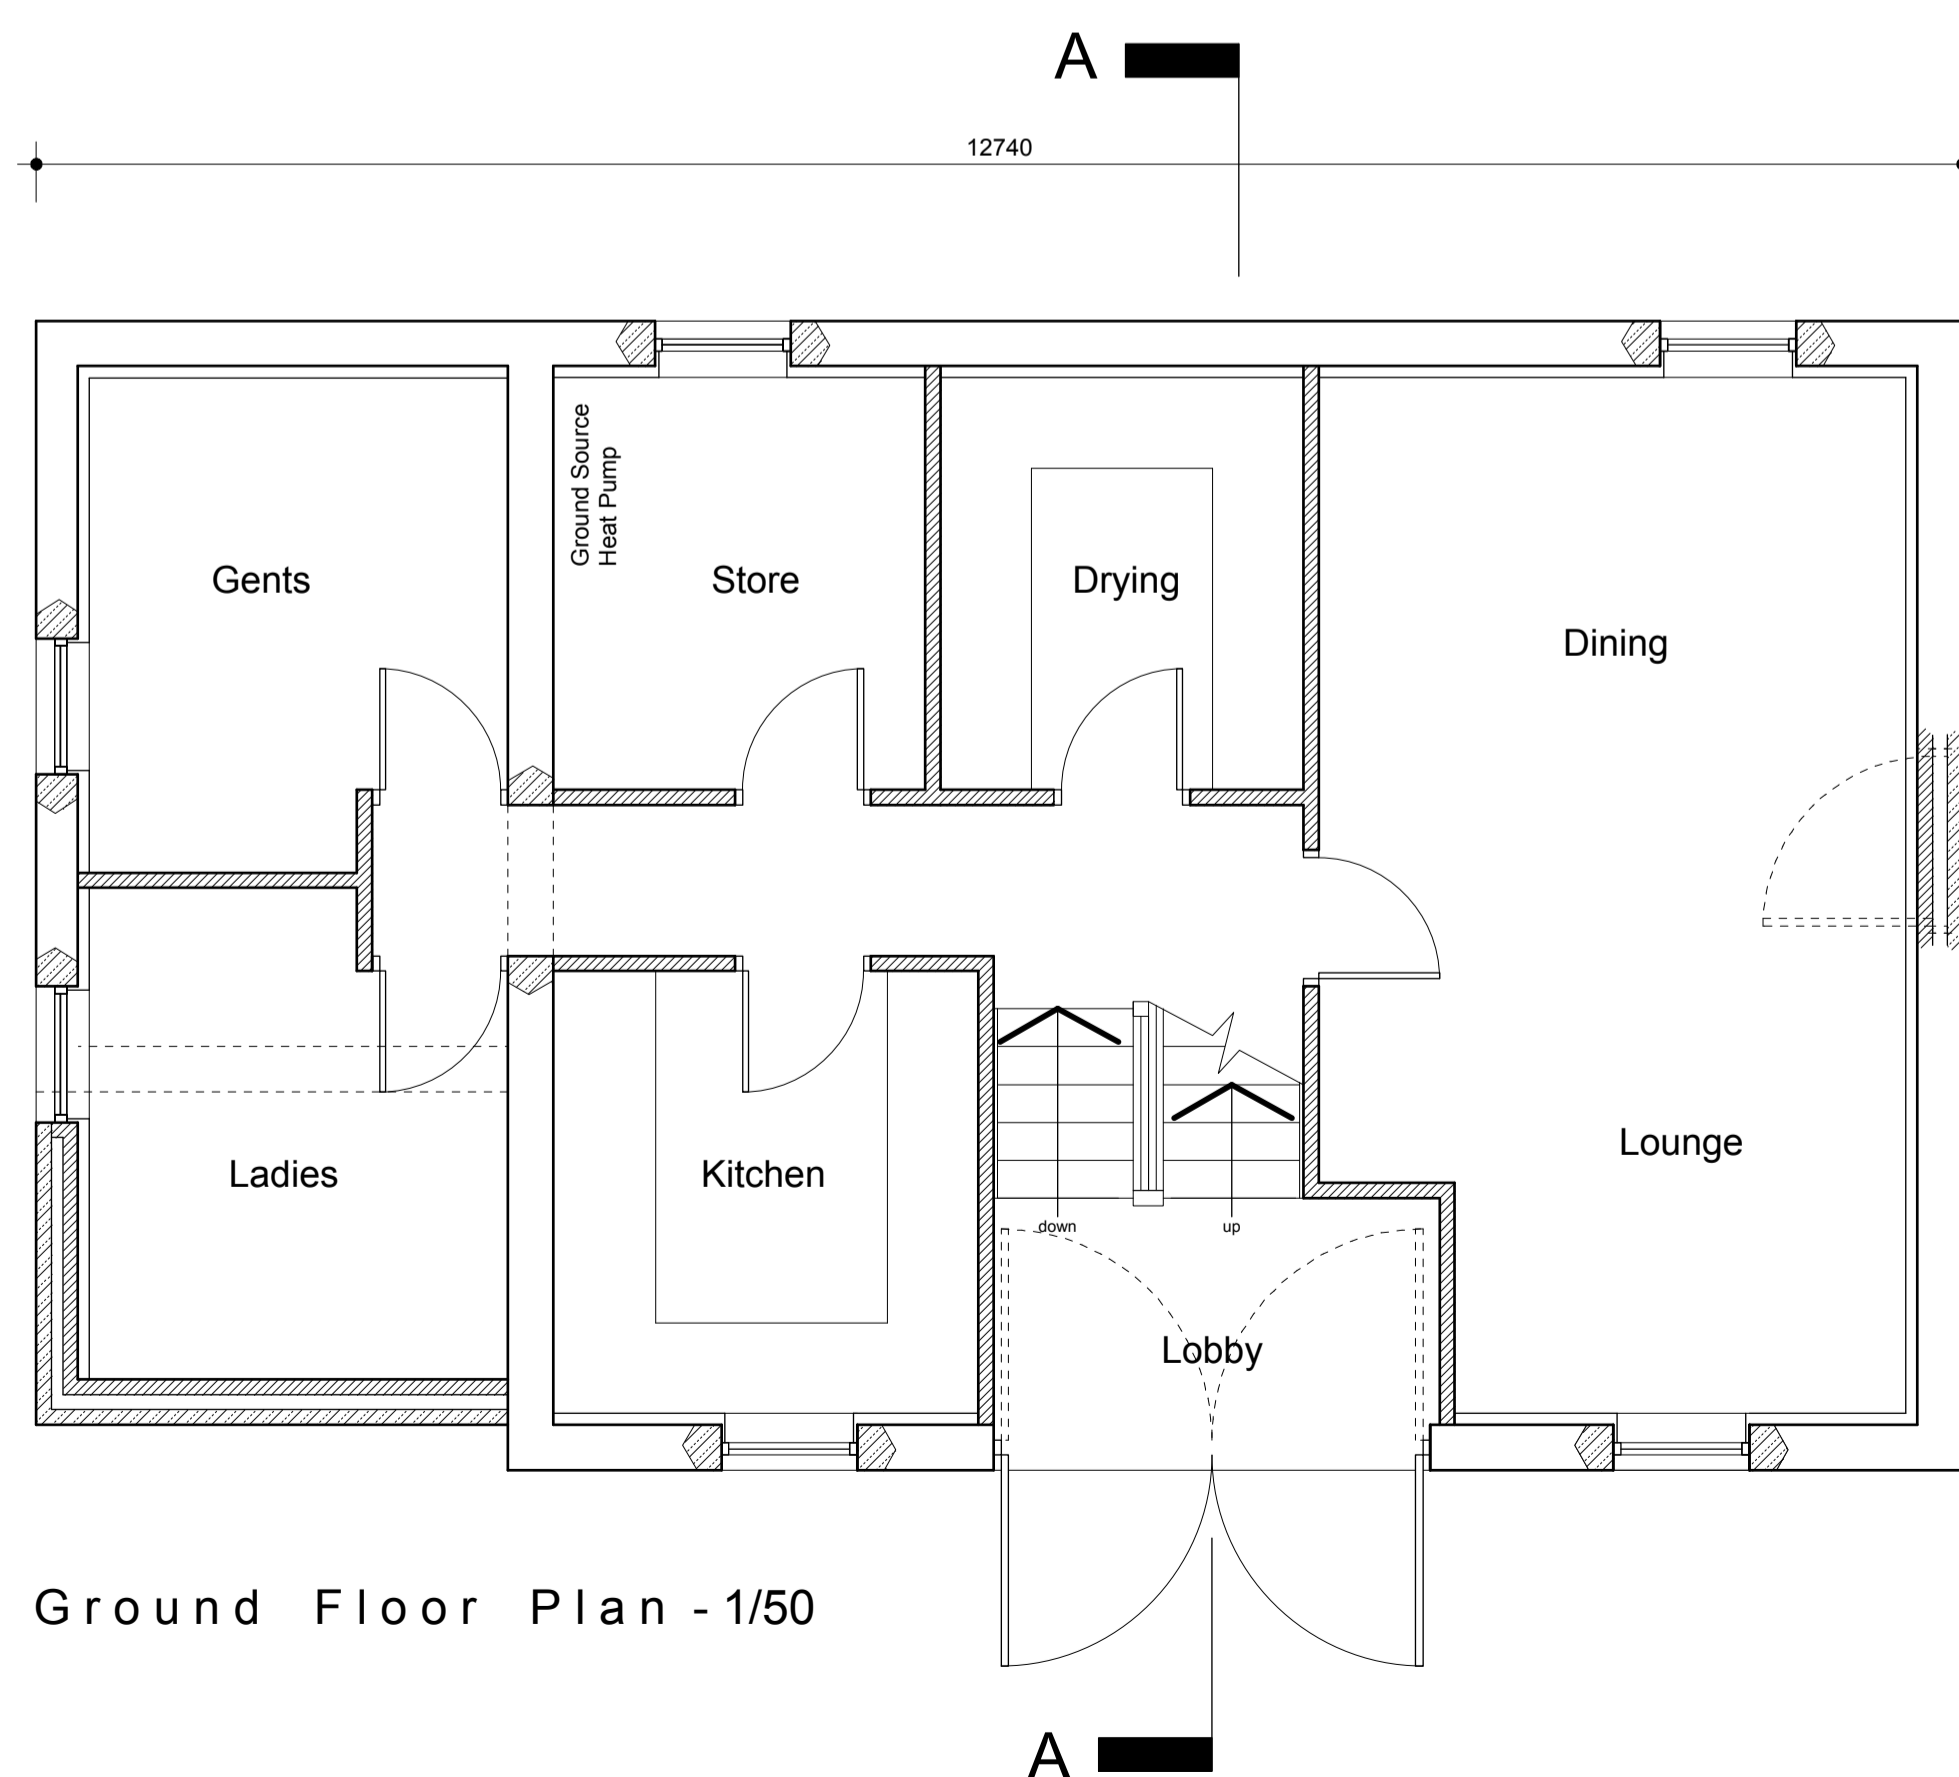 A
12740
Ground Source
Heat Pump
Gents
Store
Drying
Dining
Lounge
Ladies
Kitchen
down
up
Lobby
Ground Floor Plan - 1/50
A